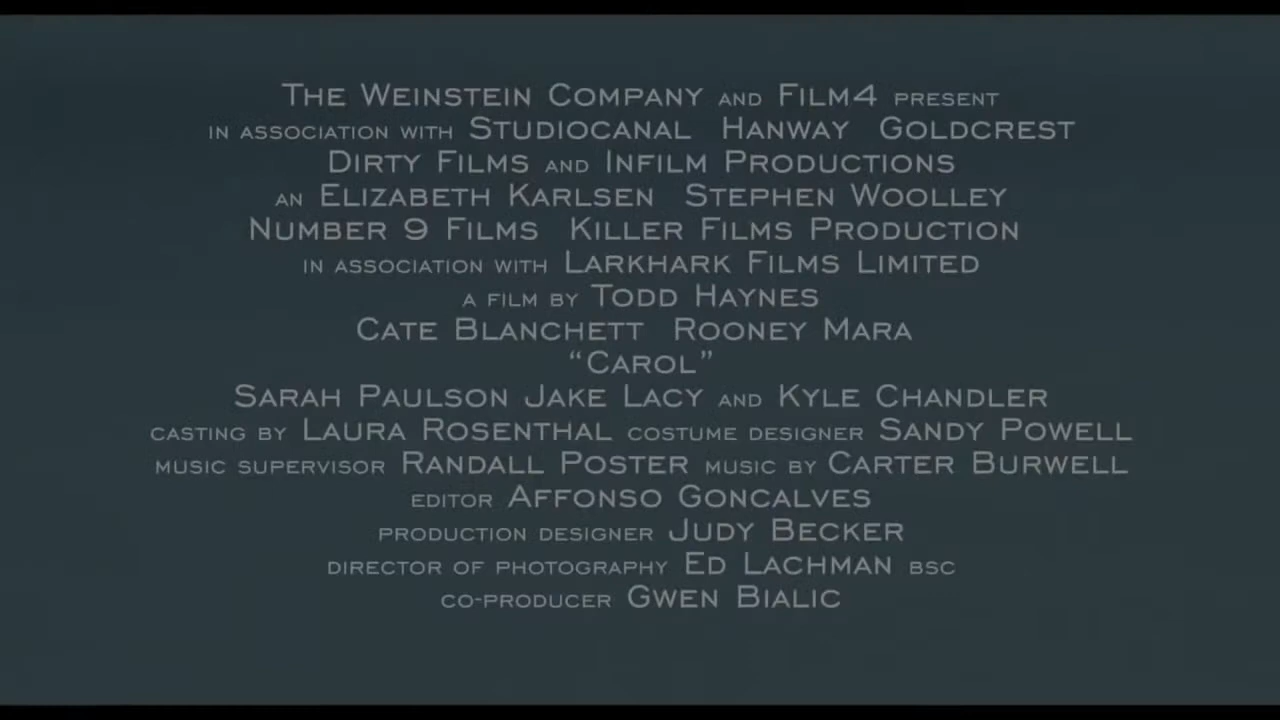 THE WEINSTEIN COMPANY AND FILM4 PRESENT
IN ASSOCIATION WITH STUDIOCANAL HANWAY GOLDCREST
DIRTY FILMS AND INFILM PRODUCTIONS
AN ELIZABETH KARLSEN STEPHEN WOOLLEY
NUMBER 9 FILMS KILLER FILMS PRODUCTION
IN ASSOCIATION WITH LARKHARK FILMS LIMITED
A FILM BY TODD HAYNES
CATE BLANCHETT ROONEY MARA
“CAROL”
SARAH PAULSON JAKE LACY AND KYLE CHANDLER
CASTING BY LAURA ROSENTHAL COSTUME DESIGNER SANDY POWELL
MUSIC SUPERVISOR RANDALL POSTER MUSIC BY CARTER BURWELL
EDITOR AFFONSO GONCALVES
PRODUCTION DESIGNER JUDY BECKER
DIRECTOR OF PHOTOGRAPHY ED LACHMAN BSC
CO-PRODUCER GWEN BIALIC